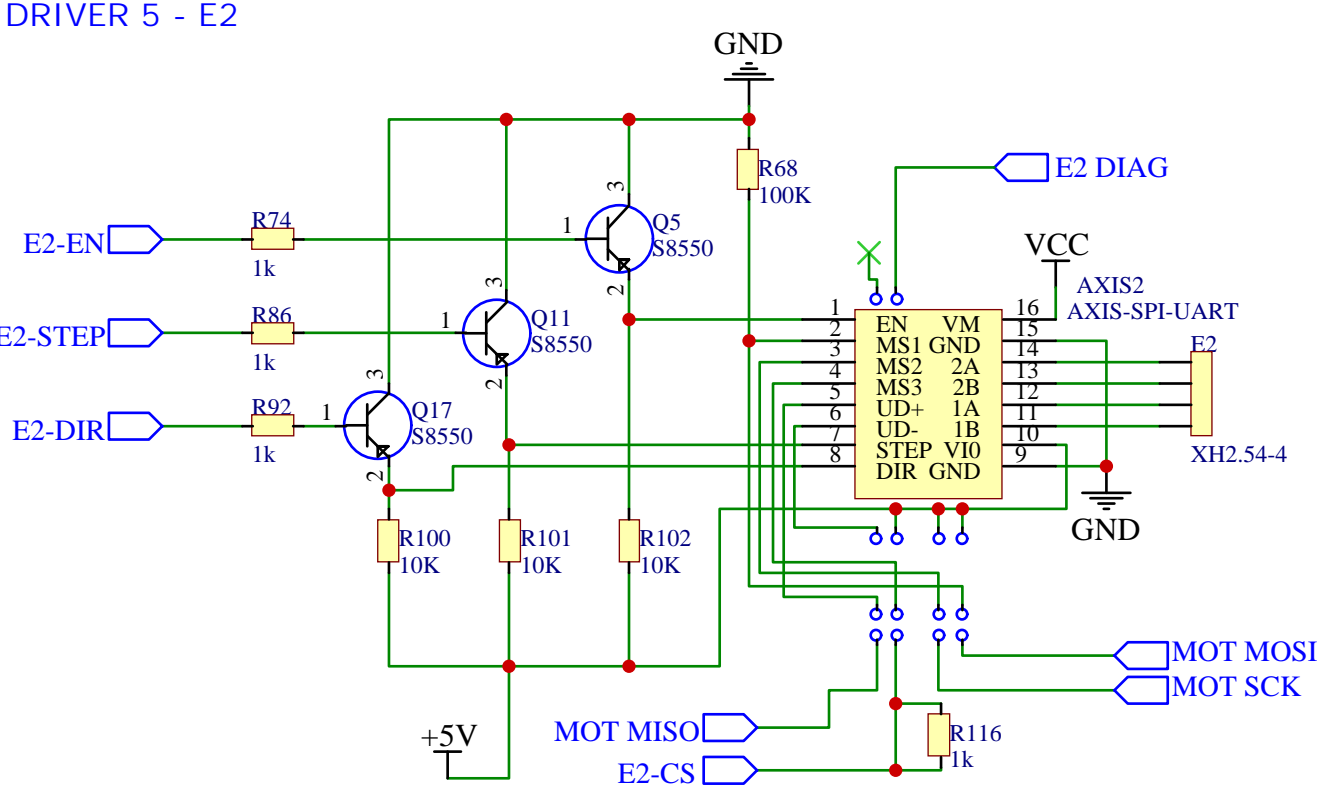 DRIVER 5 - E2
GND
R68
100K
E2 DIAG
E2-EN
R74
1k
1
3
Q5
S8550
2
VCC
AXIS2
AXIS-SPI-UART
E2-STEP
R86
1k
1
3
Q11
S8550
2
E2-DIR
R92
1k
1
3
Q17
S8550
2
1 EN VM 16
2 MS1 GND 15
3 MS2 2A 14
4 MS3 2B 13
5 UD+ 1A 12
6 UD- 1B 11
7 STEP VI0 10
8 DIR GND 9
E2
XH2.54-4
GND
R100
10K
R101
10K
R102
10K
MOT MOSI
MOT SCK
MOT MISO
R116
1k
E2-CS
+5V